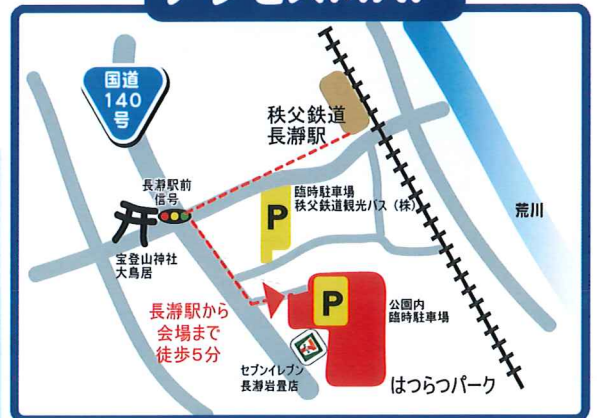 国道
140
号
秩父鉄道
長瀞駅
長瀞駅前
信号
臨時駐車場
秩父鉄道観光バス(株)
P
荒川
宝登山神社
大鳥居
長瀞駅から
会場まで
徒歩5分
P
公園内
臨時駐車場
セブンイレブン
長瀞岩畳店
はつらつパーク